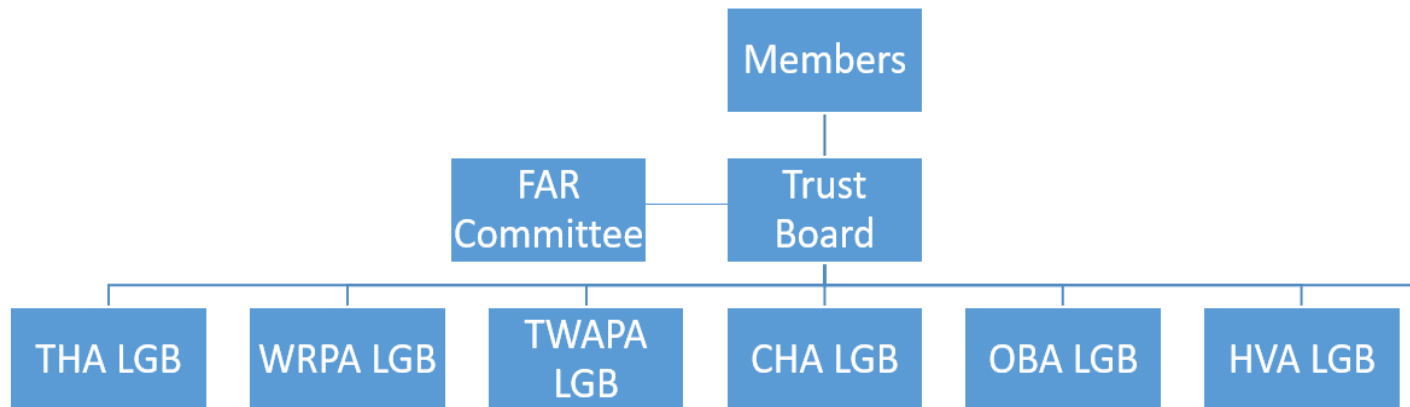 Members
FAR
Committee
Trust
Board
THA LGB
WRPA LGB
TWAPA
LGB
CHA LGB
OBA LGB
HVA LGB